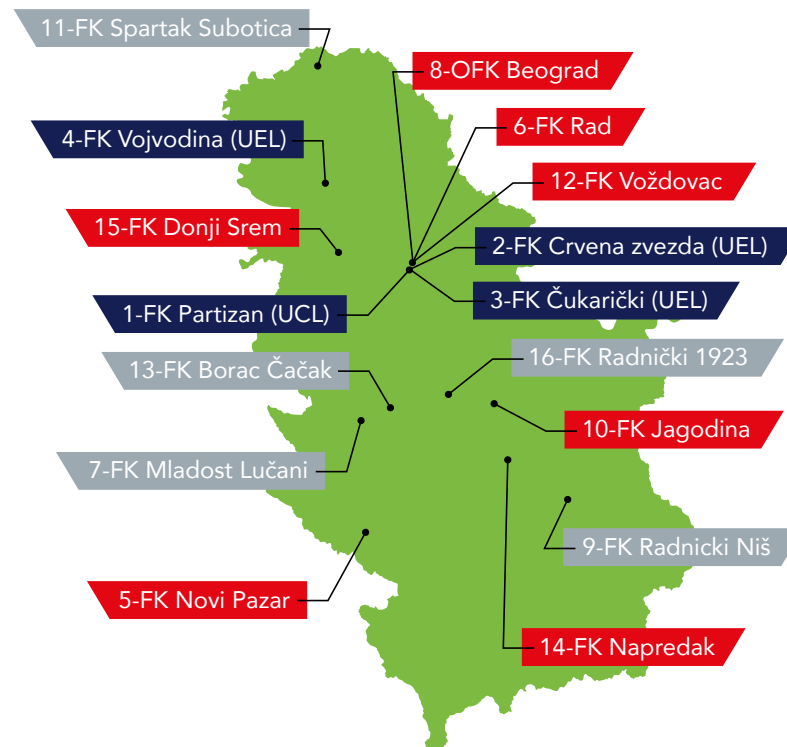 11-FK Spartak Subotica
8-OFK Beograd
6-FK Rad
4-FK Vojvodina (UEL)
12-FK Voždovac
15-FK Donji Srem
2-FK Crvena zvezda (UEL)
1-FK Partizan (UCL)
3-FK Čukarički (UEL)
13-FK Borac Čačak
16-FK Radnički 1923
10-FK Jagodina
7-FK Mladost Lučani
9-FK Radnicki Niš
5-FK Novi Pazar
14-FK Napredak